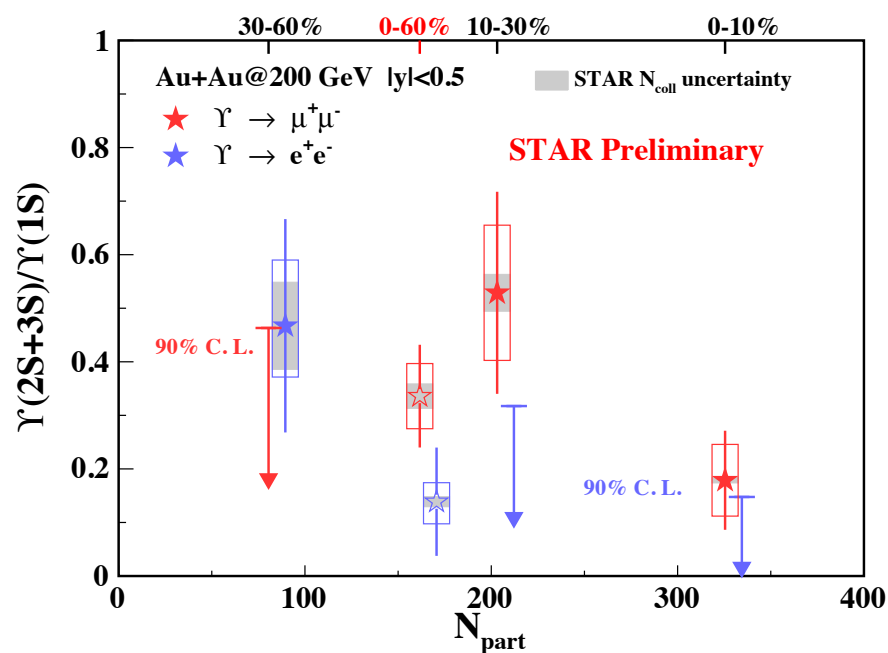 30-60% 0-60% 10-30% 0-10%
Au+Au@200 GeV |y|<0.5
STAR N_coll uncertainty
ϒ → μ⁺μ⁻
ϒ → e⁺e⁻
STAR Preliminary
90% C. L.
90% C. L.
ϒ(2S+3S)/ϒ(1S)
1
0.8
0.6
0.4
0.2
0
0 100 200 300 400
N_part